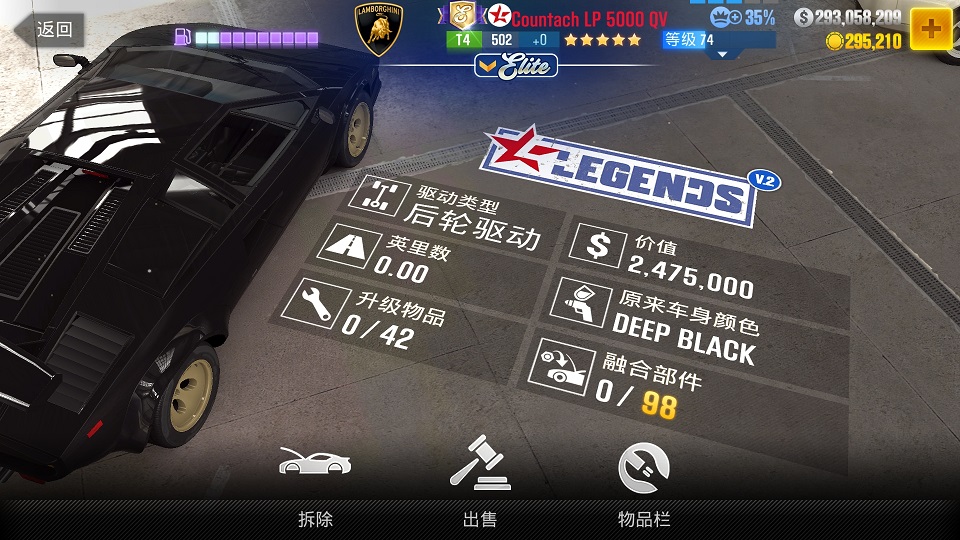 返回
LAMBORGHINI
Countach LP 5000 QV
35%
293,058,209
T4 502 +0
等级 74
295,210
Elite
LEGENDS
V.2
驱动类型
后轮驱动
英里数
0.00
升级物品
0 / 42
价值
2,475,000
原来车身颜色
DEEP BLACK
融合部件
0 / 98
拆除
出售
物品栏